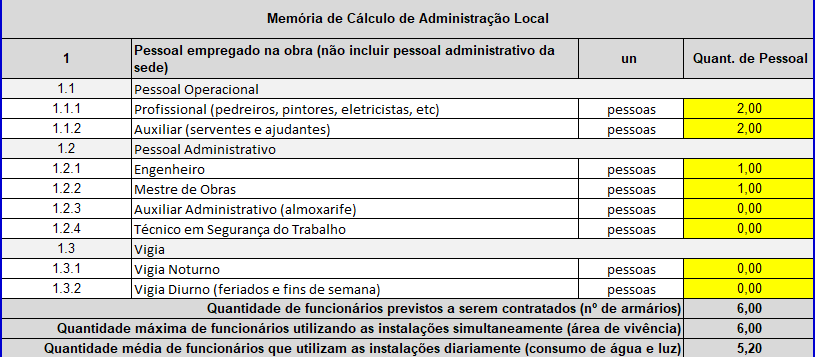 Memória de Cálculo de Administração Local
1 Pessoal empregado na obra (não incluir pessoal administrativo da sede) un Quant. de Pessoal
1.1 Pessoal Operacional
1.1.1 Profissional (pedreiros, pintores, eletricistas, etc) pessoas 2,00
1.1.2 Auxiliar (serventes e ajudantes) pessoas 2,00
1.2 Pessoal Administrativo
1.2.1 Engenheiro pessoas 1,00
1.2.2 Mestre de Obras pessoas 1,00
1.2.3 Auxiliar Administrativo (almoxarife) pessoas 0,00
1.2.4 Técnico em Segurança do Trabalho pessoas 0,00
1.3 Vigia
1.3.1 Vigia Noturno pessoas 0,00
1.3.2 Vigia Diurno (feriados e fins de semana) pessoas 0,00
Quantidade de funcionários previstos a serem contratados (nº de armários) 6,00
Quantidade máxima de funcionários utilizando as instalações simultaneamente (área de vivência) 6,00
Quantidade média de funcionários que utilizam as instalações diariamente (consumo de água e luz) 5,20